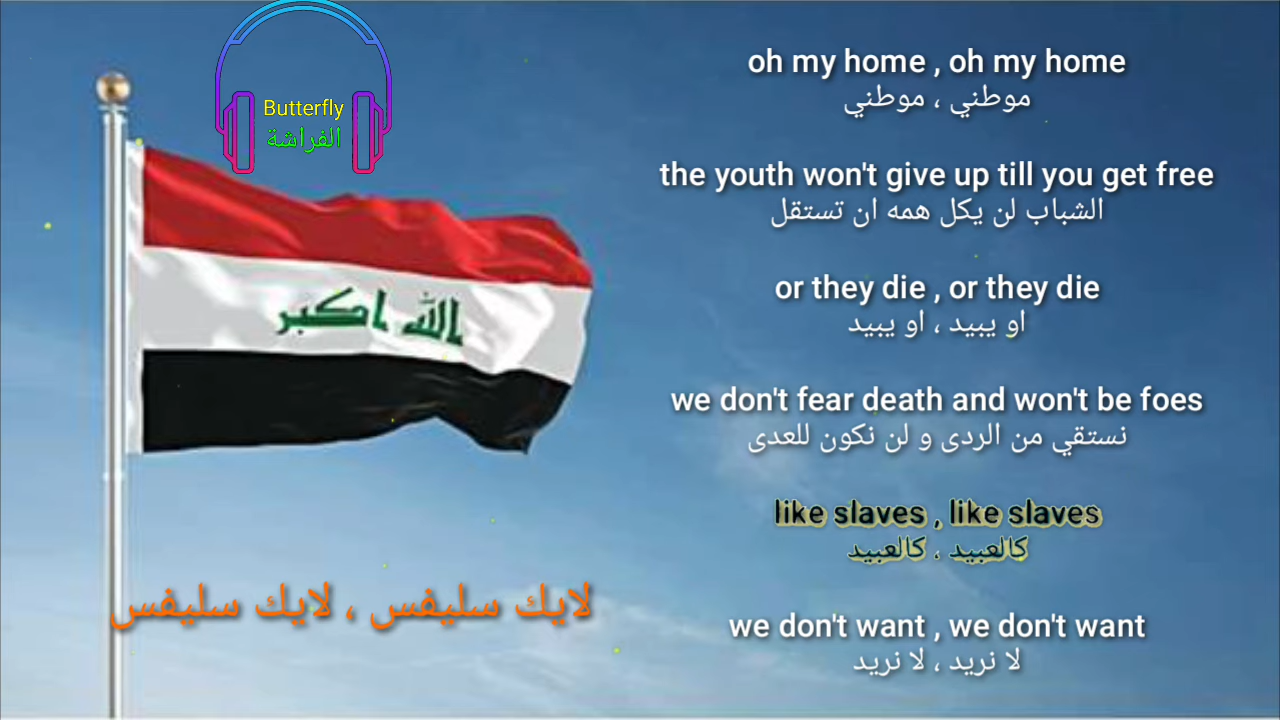 Butterfly
الفراشة
الله اكبر
oh my home , oh my home
موطني ، موطني
the youth won't give up till you get free
الشباب لن يكل همه ان تستقل
or they die , or they die
او يبيد ، او يبيد
we don't fear death and won't be foes
نستقي من الردى و لن نكون للعدى
like slaves , like slaves
كالعبيد ، كالعبيد
we don't want , we don't want
لا نريد ، لا نريد
لايك سليفس ، لايك سليفس